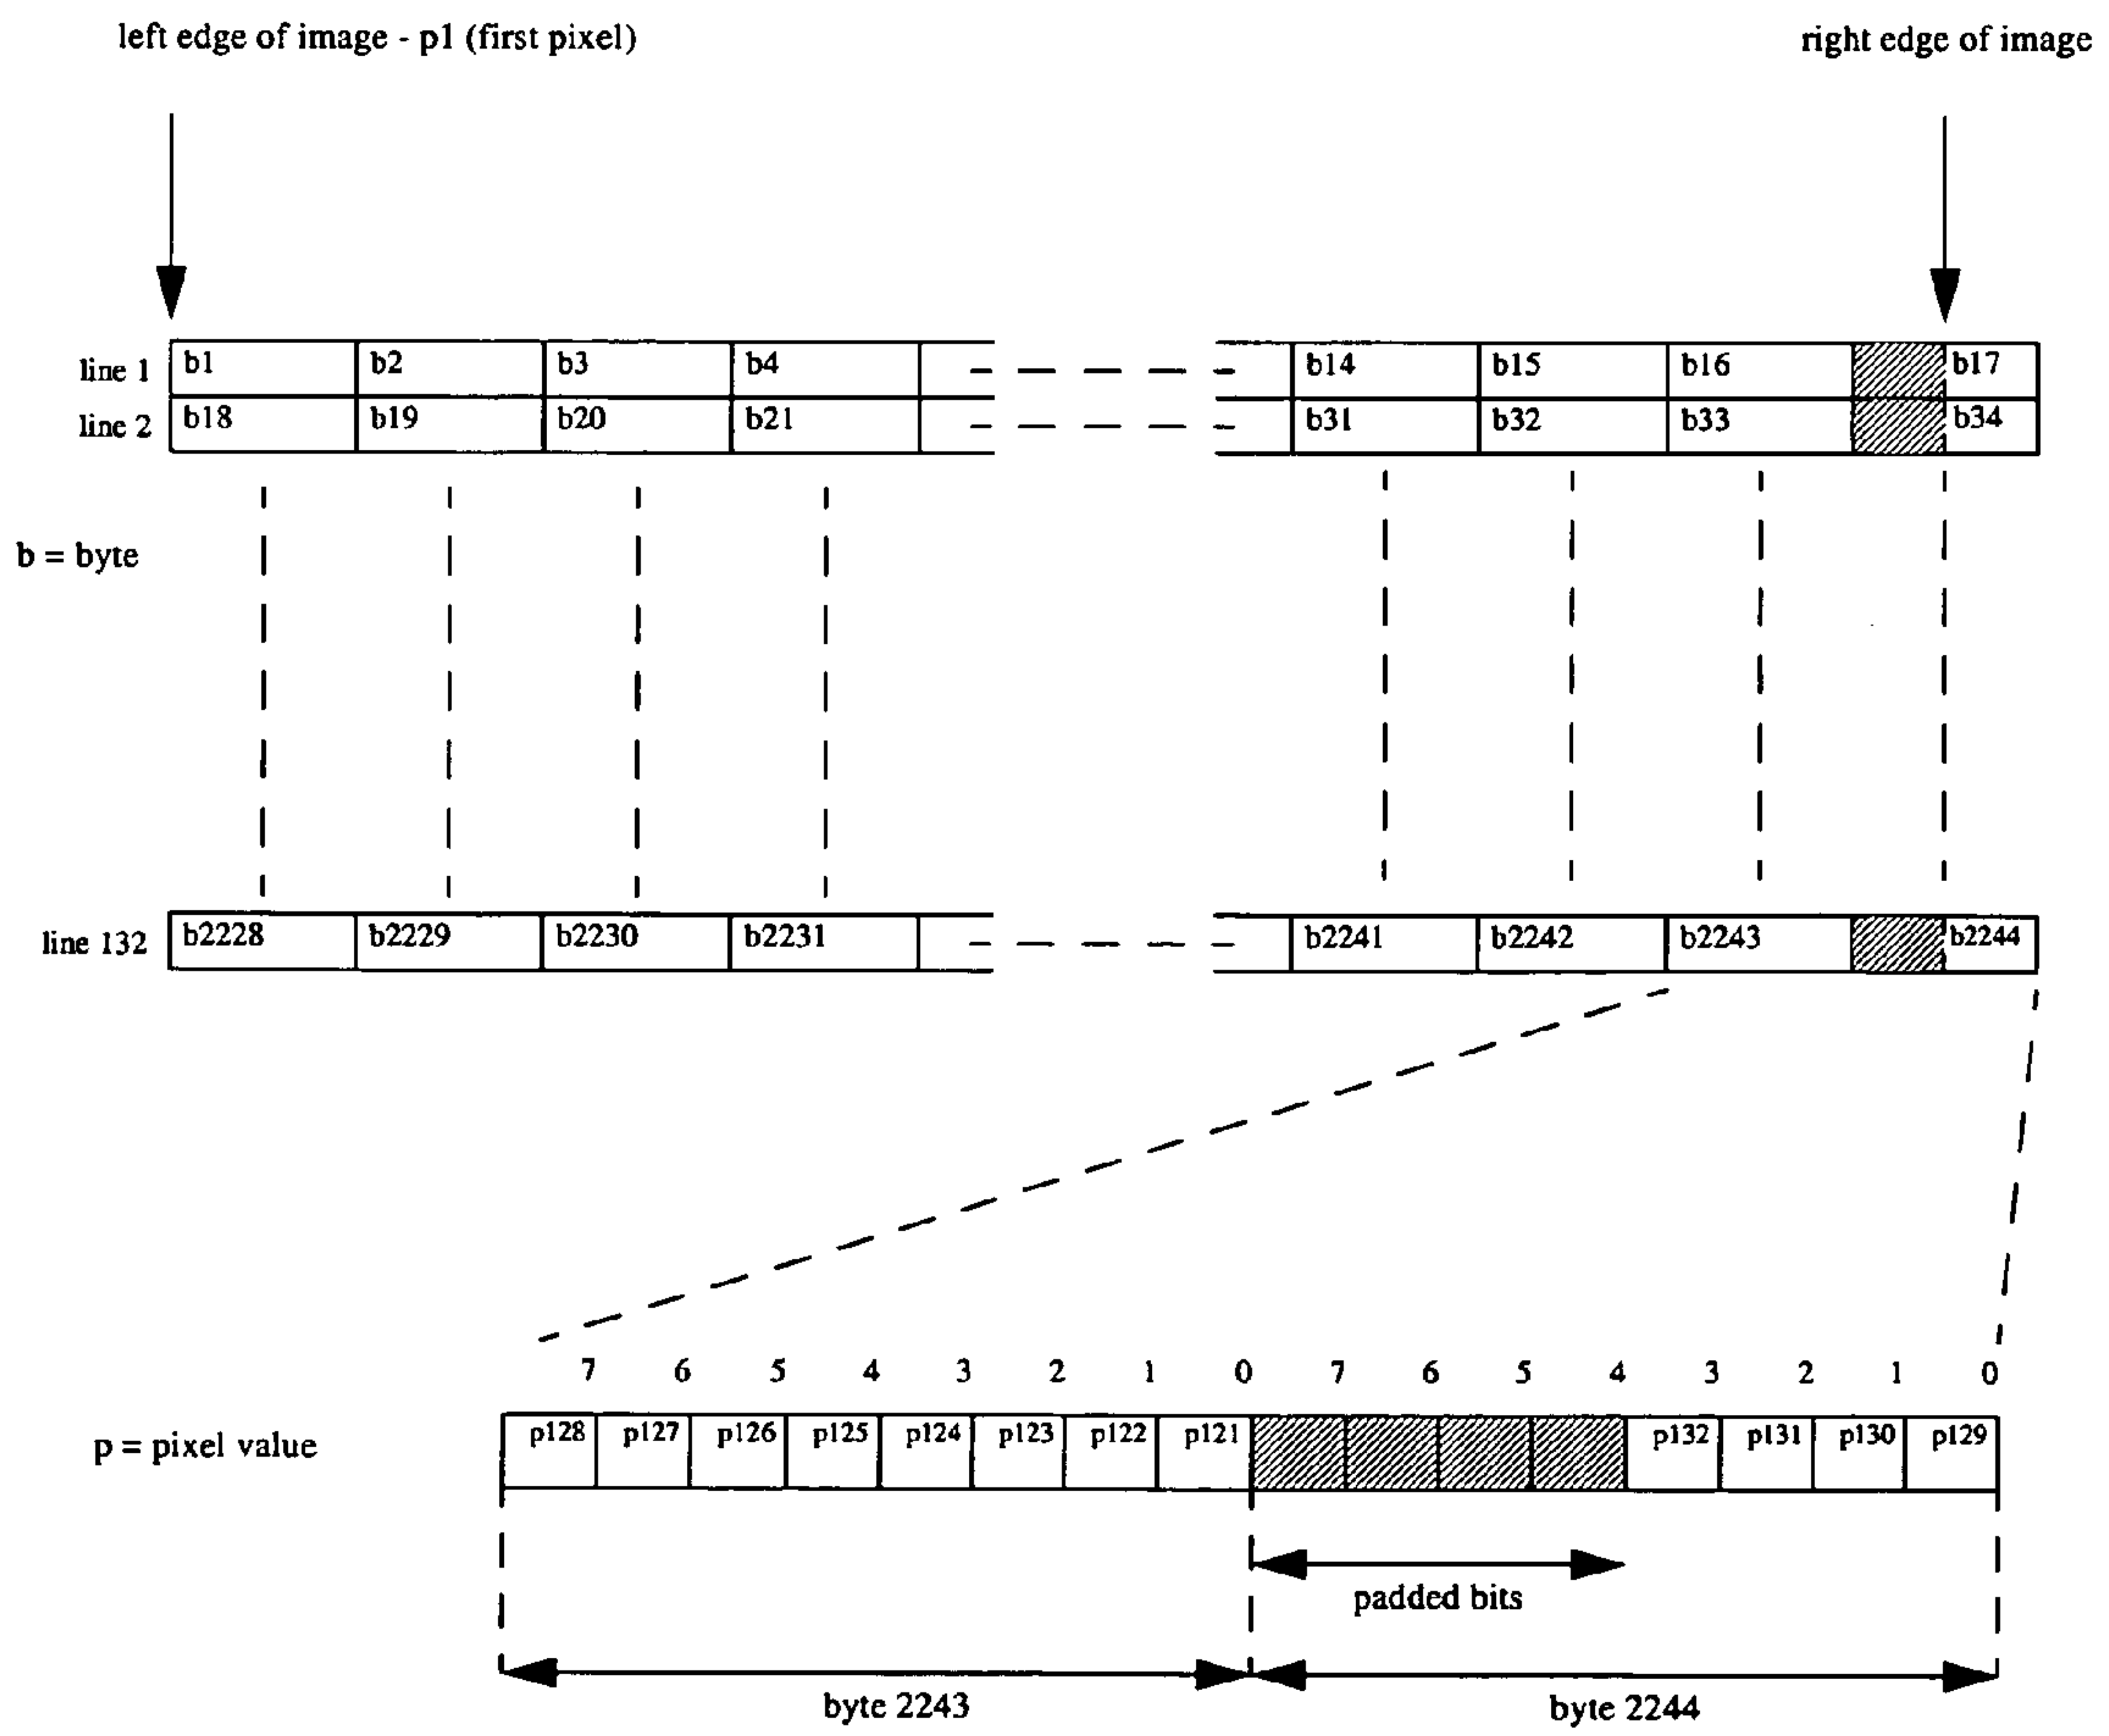 left edge of image - p1 (first pixel)
right edge of image
line 1 b1 b2 b3 b4 b14 b15 b16 b17
line 2 b18 b19 b20 b21 b31 b32 b33 b34
b = byte
line 132 b2228 b2229 b2230 b2231 b2241 b2242 b2243 b2244
7 6 5 4 3 2 1 0 7 6 5 4 3 2 1 0
p = pixel value p128 p127 p126 p125 p124 p123 p122 p121 p132 p131 p130 p129
padded bits
byte 2243 byte 2244